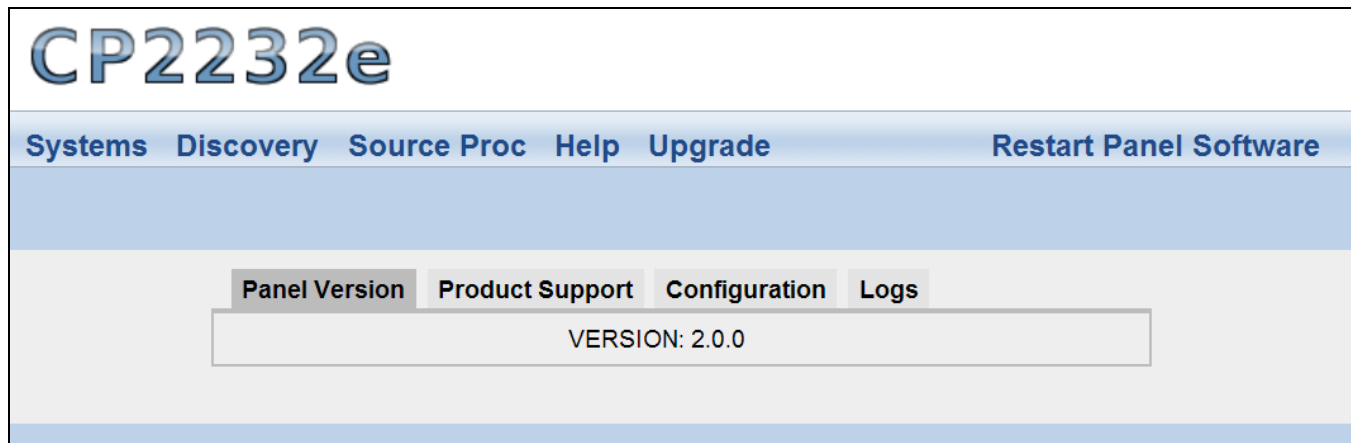 CP2232e
Systems Discovery Source Proc Help Upgrade Restart Panel Software
Panel Version Product Support Configuration Logs
VERSION: 2.0.0